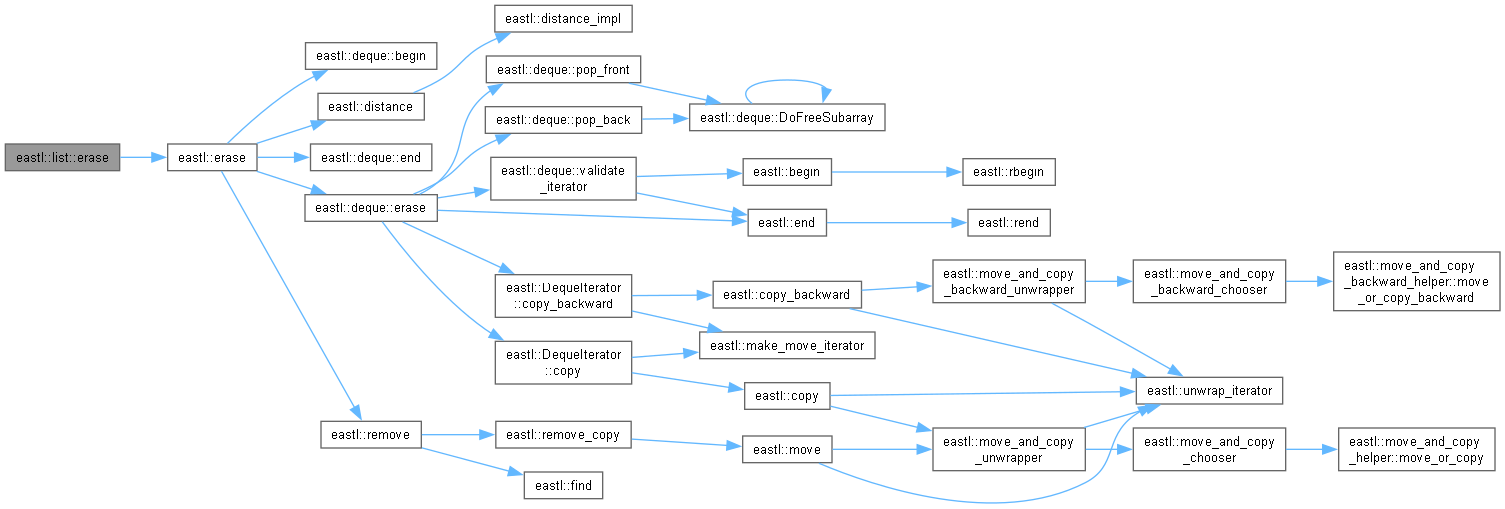 eastl::list::erase
eastl::erase
eastl::deque::begin
eastl::distance
eastl::deque::end
eastl::deque::erase
eastl::remove
eastl::distance_impl
eastl::deque::pop_front
eastl::deque::pop_back
eastl::deque::validate
_iterator
eastl::DequeIterator
::copy_backward
eastl::DequeIterator
::copy
eastl::remove_copy
eastl::find
eastl::deque::DoFreeSubarray
eastl::begin
eastl::end
eastl::copy_backward
eastl::make_move_iterator
eastl::copy
eastl::move
eastl::rbegin
eastl::rend
eastl::move_and_copy
_backward_unwrapper
eastl::move_and_copy
_unwrapper
eastl::move_and_copy
_backward_chooser
eastl::unwrap_iterator
eastl::move_and_copy
_chooser
eastl::move_and_copy
_backward_helper::move
_or_copy_backward
eastl::move_and_copy
_helper::move_or_copy